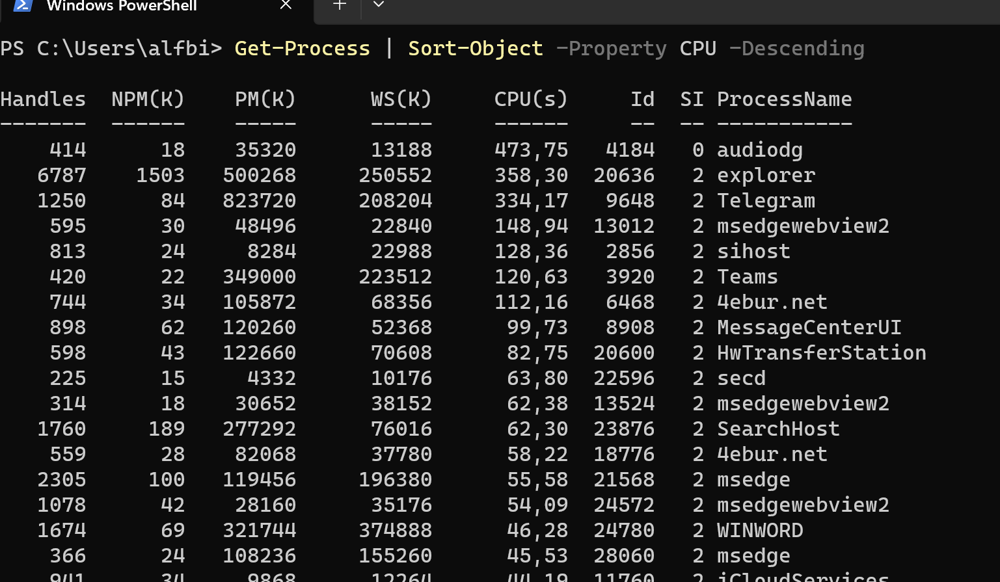 Windows PowerShell
PS C:\Users\alfbi> Get-Process | Sort-Object -Property CPU -Descending
Handles NPM(K) PM(K) WS(K) CPU(s) Id SI ProcessName
------- ------ ----- ----- ------ -- -- -----------
414 18 35320 13188 473,75 4184 0 audiodg
6787 1503 500268 250552 358,30 20636 2 explorer
1250 84 823720 208204 334,17 9648 2 Telegram
595 30 48496 22840 148,94 13012 2 msedgewebview2
813 24 8284 22988 128,36 2856 2 sihost
420 22 349000 223512 120,63 3920 2 Teams
744 34 105872 68356 112,16 6468 2 4ebur.net
898 62 120260 52368 99,73 8908 2 MessageCenterUI
598 43 122660 70608 82,75 20600 2 HwTransferStation
225 15 4332 10176 63,80 22596 2 secd
314 18 30652 38152 62,38 13524 2 msedgewebview2
1760 189 277292 76016 62,30 23876 2 SearchHost
559 28 82068 37780 58,22 18776 2 4ebur.net
2305 100 119456 196380 55,58 21568 2 msedge
1078 42 28160 35176 54,09 24572 2 msedgewebview2
1674 69 321744 374888 46,28 24780 2 WINWORD
366 24 108236 155260 45,53 28060 2 msedge
941 34 9868 12264 44,19 11760 2 iCloudServices